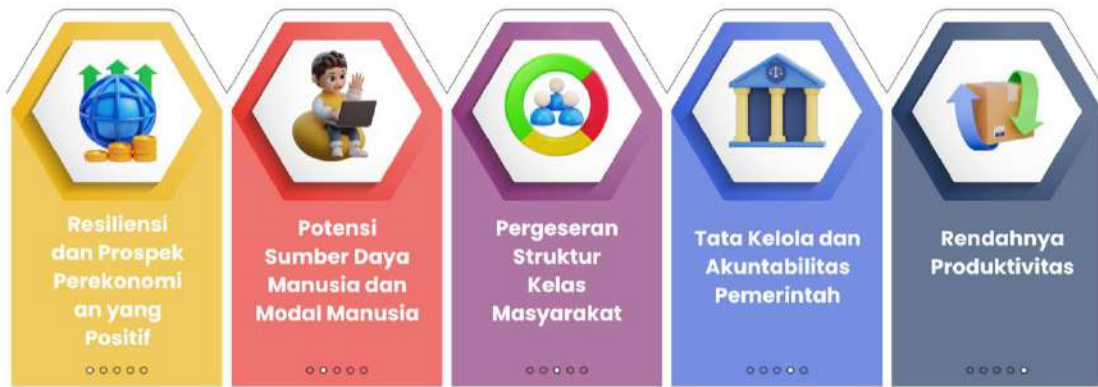 Resiliensi
dan Prospek
Perekonomi
an yang
Positif
Potensi
Sumber Daya
Manusia dan
Modal Manusia
Pergeseran
Struktur
Kelas
Masyarakat
Tata Kelola dan
Akuntabilitas
Pemerintah
Rendahnya
Produktivitas